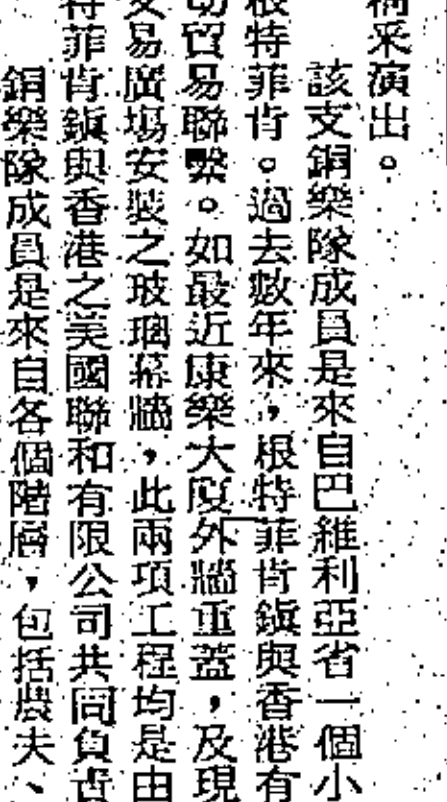 采演出。
該支銅樂隊成員是來自巴維利亞省一個小
根特菲肯。過去數年來，根特菲肯鎮與香港有
切貿易聯繫。如最近康樂大厦外牆重蓋，及現
交易廣場安裝之玻璃幕牆，此兩項工程均是由
特菲肯鎮與香港之美國聯和有限公司共同負責
銅樂隊成員是來自各個階層，包括農夫、